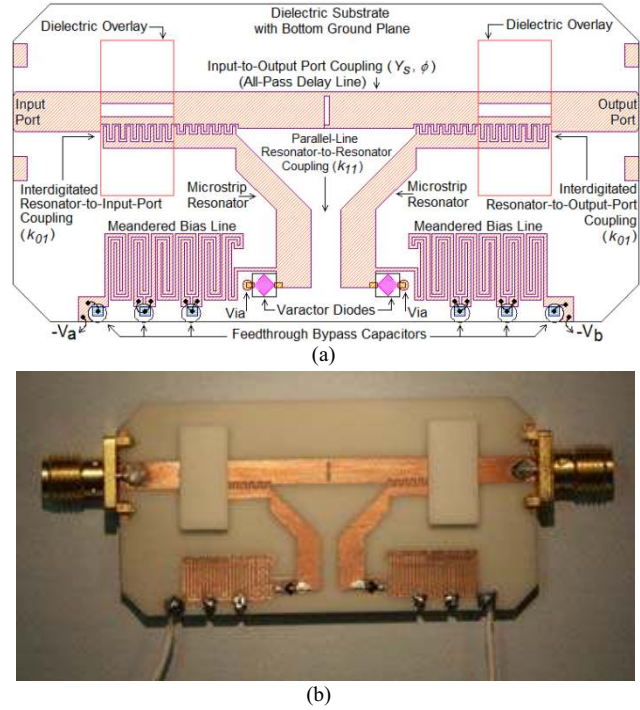 Dielectric Substrate
with Bottom Ground Plane
Dielectric Overlay
Dielectric Overlay
Input-to-Output Port Coupling (Ys, ϕ)
(All-Pass Delay Line)
Input
Port
Output
Port
Parallel-Line
Resonator-to-Resonator
Coupling (k11)
Interdigitated
Resonator-to-Input-Port
Coupling
(k01)
Microstrip
Resonator
Microstrip
Resonator
Interdigitated
Resonator-to-Output-Port
Coupling
(k01)
Meandered Bias Line
Meandered Bias Line
Via
Varactor Diodes
Via
-Va
Feedthrough Bypass Capacitors
-Vb
(a)
(b)